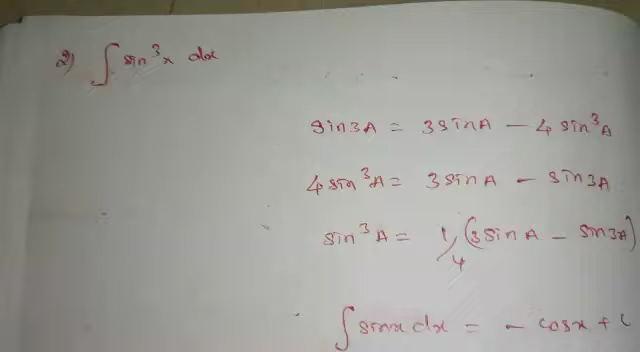 2) ∫ sin³x dx
sin3A = 3sinA - 4sin³A
4sin³A = 3sinA - sin3A
sin³A = 1/4 (3sinA - sin3A)
∫ sinx dx = - cosx + c